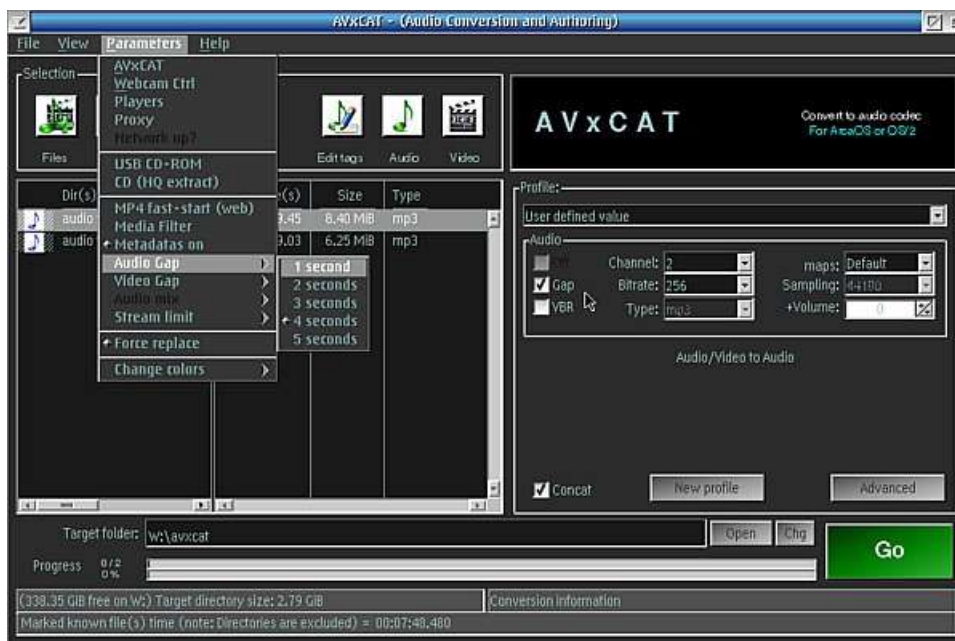 AVxCAT - (Audio Conversion and Authoring)
File View Parameters Help
Selection
Files
Edit tags Audio Video
AVxCAT
Webcam Ctrl
Players
Proxy
Network up?
USB CD-ROM
CD (HQ extract)
MP4 fast-start (web)
Media Filter
Metadatas on
Audio Gap
Video Gap
Audio mix
Stream limit
Force replace
Change colors
1 second
2 seconds
3 seconds
4 seconds
5 seconds
AVxCAT
Convert to audio codec
For ArcaOS or OS/2
Dir(s) (s) Size Type
audio 9.45 8.40 MiB mp3
audio 9.03 6.25 MiB mp3
Profile:
User defined value
Audio
Channel: 2 maps: Default
Gap Bitrate: 256 Sampling: 44100
VBR Type: mp3 +Volume: 0
Audio/Video to Audio
Concat New profile Advanced
Target folder: W:\avxcat Open Chg
Go
Progress 0/2
0%
(338.35 GiB free on W:) Target directory size: 2.79 GiB Conversion information
Marked known file(s) time (note: Directories are excluded) = 00:07:48.480